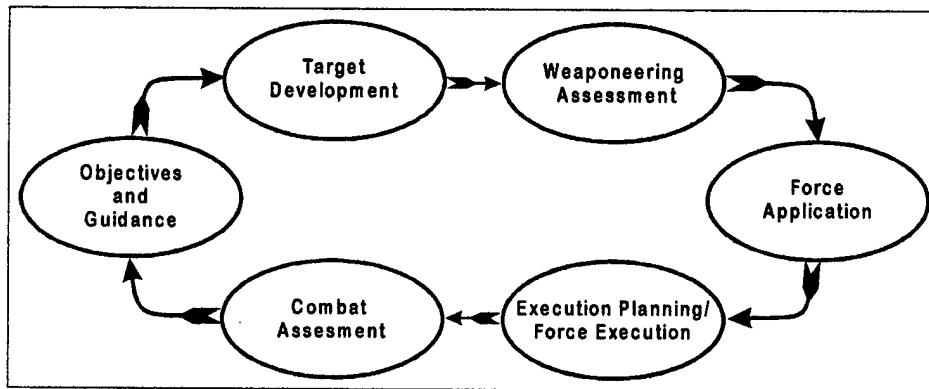 Target
Development
Weaponeering
Assessment
Objectives
and
Guidance
Force
Application
Combat
Assesment
Execution Planning/
Force Execution